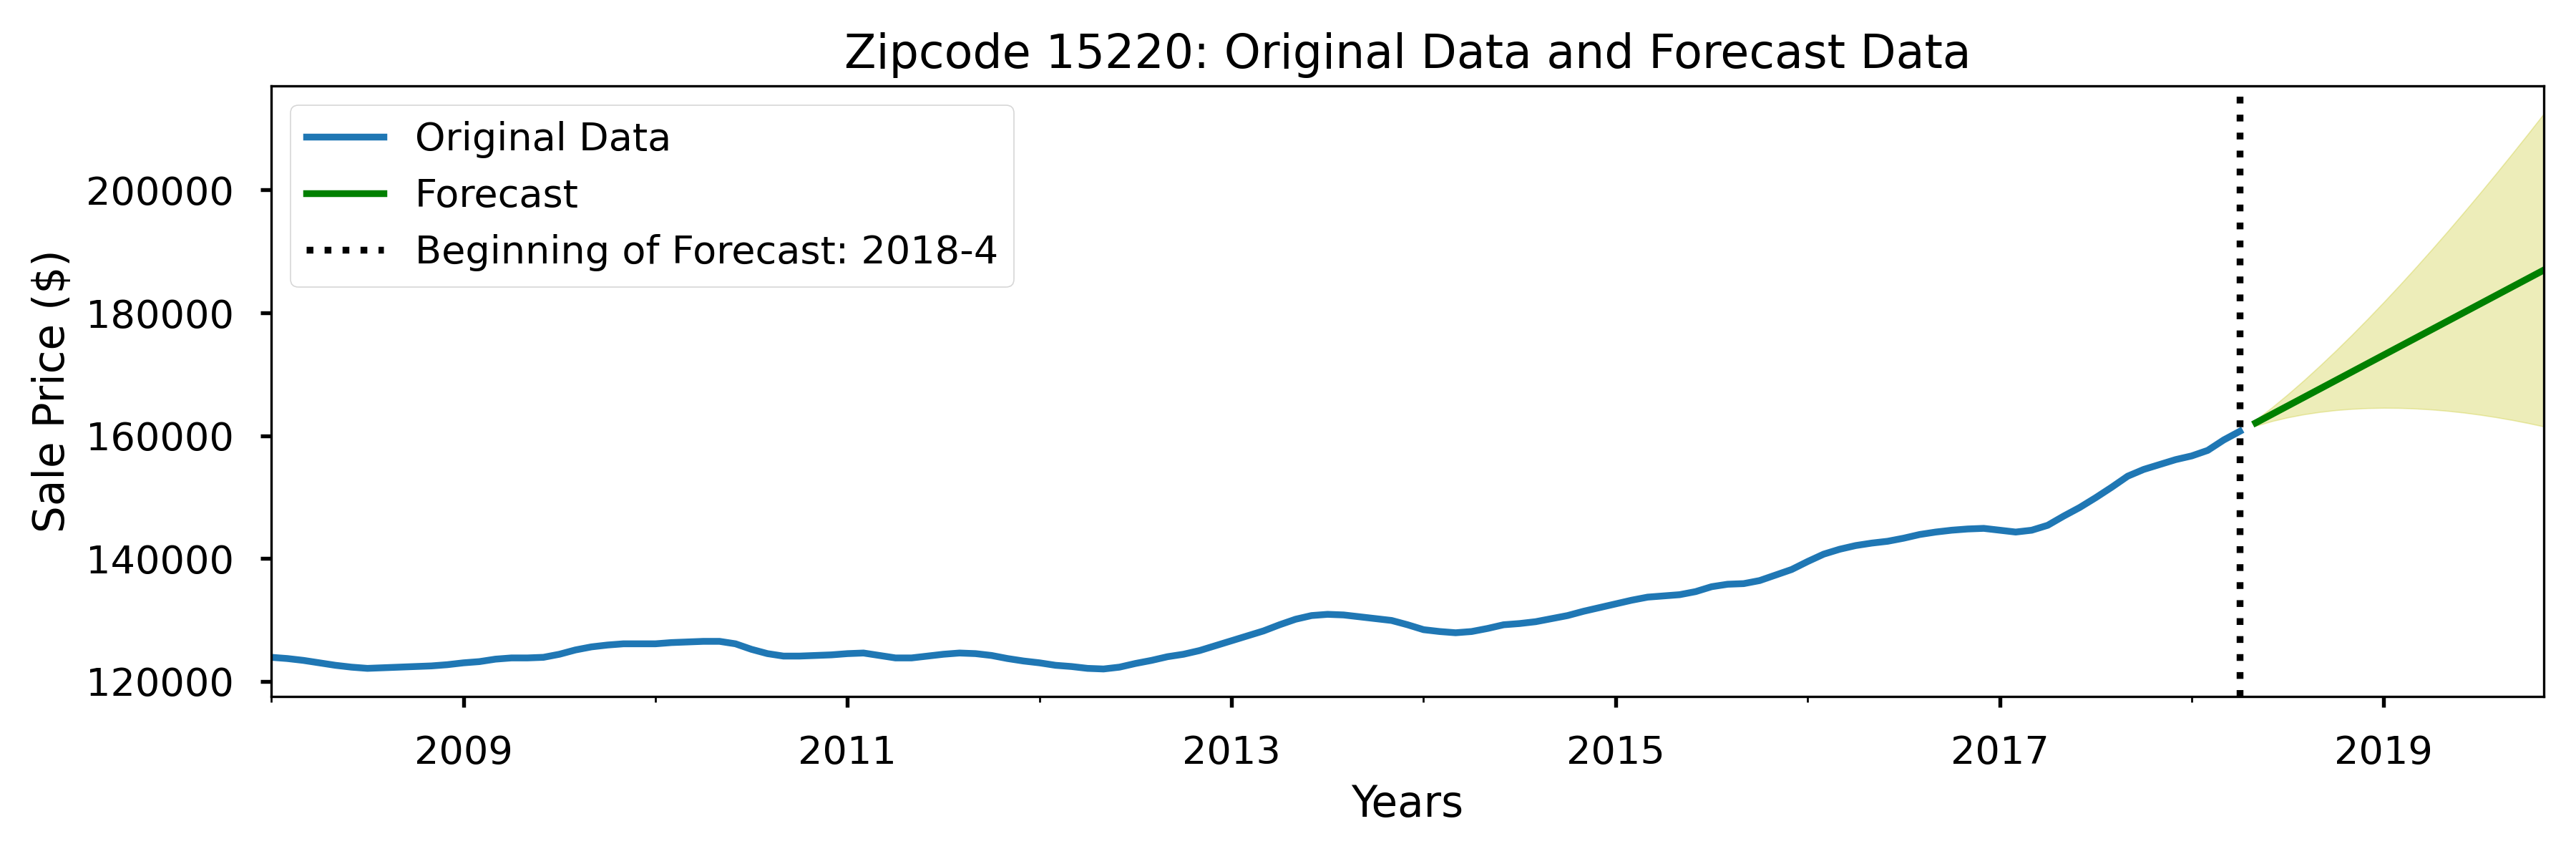 Zipcode 15220: Original Data and Forecast Data
Original Data
Forecast
Beginning of Forecast: 2018-4
Sale Price ($)
200000
180000
160000
140000
120000
2009 2011 2013 2015 2017 2019
Years